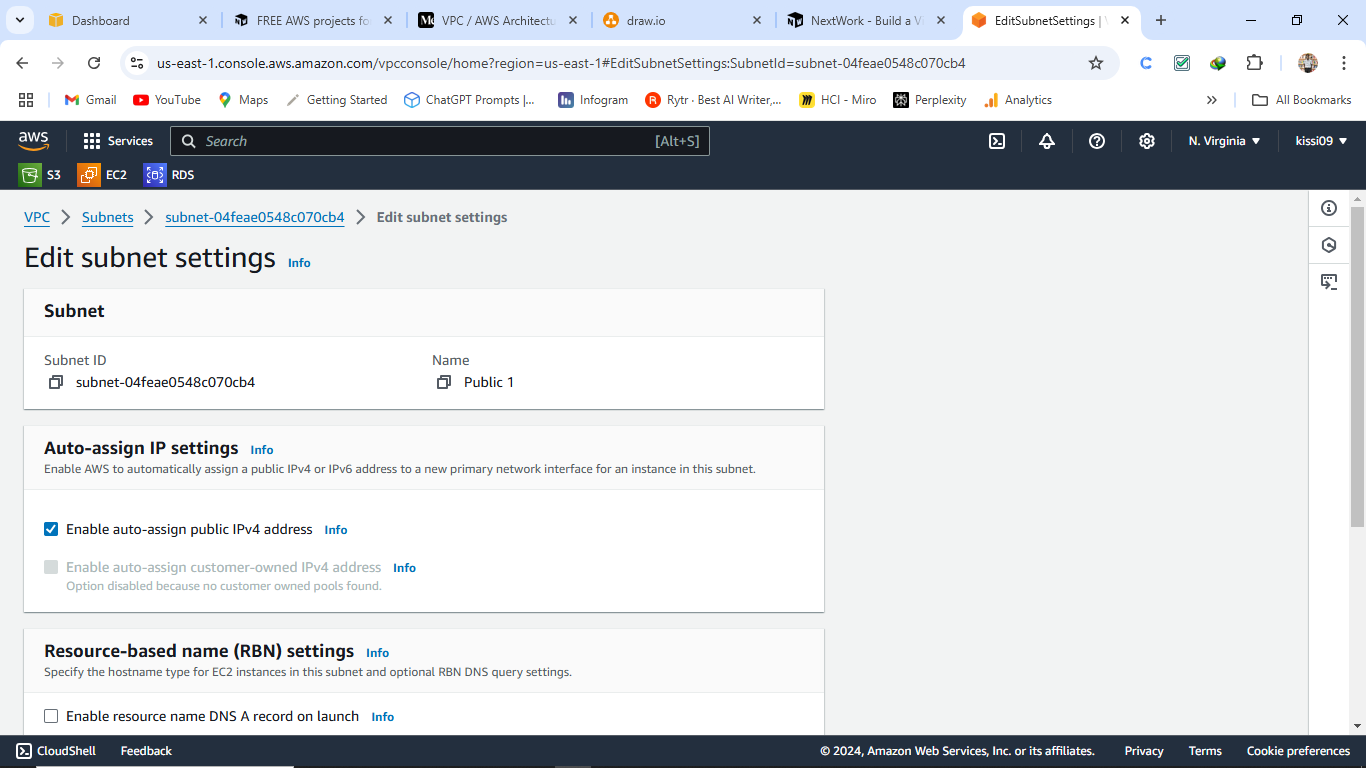 Dashboard
FREE AWS projects fo
VPC / AWS Architectu
draw.io
NextWork - Build a V
EditSubnetSettings | V
us-east-1.console.aws.amazon.com/vpcconsole/home?region=us-east-1#EditSubnetSettings:SubnetId=subnet-04feae0548c070cb4
Gmail
YouTube
Maps
Getting Started
ChatGPT Prompts |...
Infogram
Rytr · Best AI Writer,...
HCI - Miro
Perplexity
Analytics
All Bookmarks
aws
Services
Search
[Alt+S]
N. Virginia
kissi09
S3
EC2
RDS
VPC
Subnets
subnet-04feae0548c070cb4
Edit subnet settings
Edit subnet settings Info
Subnet
Subnet ID
subnet-04feae0548c070cb4
Name
Public 1
Auto-assign IP settings Info
Enable AWS to automatically assign a public IPv4 or IPv6 address to a new primary network interface for an instance in this subnet.
Enable auto-assign public IPv4 address Info
Enable auto-assign customer-owned IPv4 address Info
Option disabled because no customer owned pools found.
Resource-based name (RBN) settings Info
Specify the hostname type for EC2 instances in this subnet and optional RBN DNS query settings.
Enable resource name DNS A record on launch Info
CloudShell
Feedback
© 2024, Amazon Web Services, Inc. or its affiliates.
Privacy
Terms
Cookie preferences